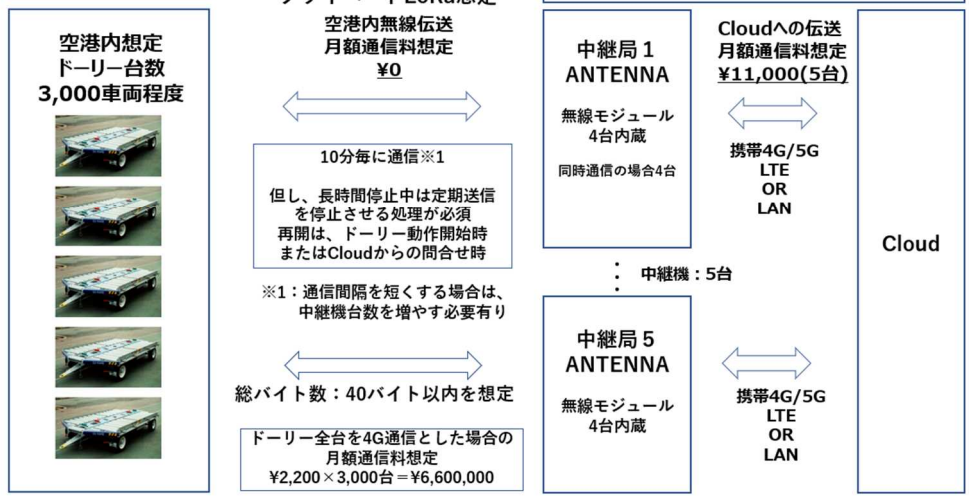 空港内想定
ドーリー台数
3,000車両程度
空港内無線伝送
月額通信料想定
¥0
10分毎に通信※1
但し、長時間停止中は定期送信
を停止させる処理が必須
再開は、ドーリー動作開始時
またはCloudからの問合せ時
※1：通信間隔を短くする場合は、
中継機台数を増やす必要有り
総バイト数：40バイト以内を想定
ドーリー全台を4G通信とした場合の
月額通信料想定
¥2,200×3,000台＝¥6,600,000
中継局１
ANTENNA
無線モジュール
4台内蔵
同時通信の場合4台
中継機：5台
中継局５
ANTENNA
無線モジュール
4台内蔵
Cloudへの伝送
月額通信料想定
¥11,000(5台)
携帯4G/5G
LTE
OR
LAN
携帯4G/5G
LTE
OR
LAN
Cloud